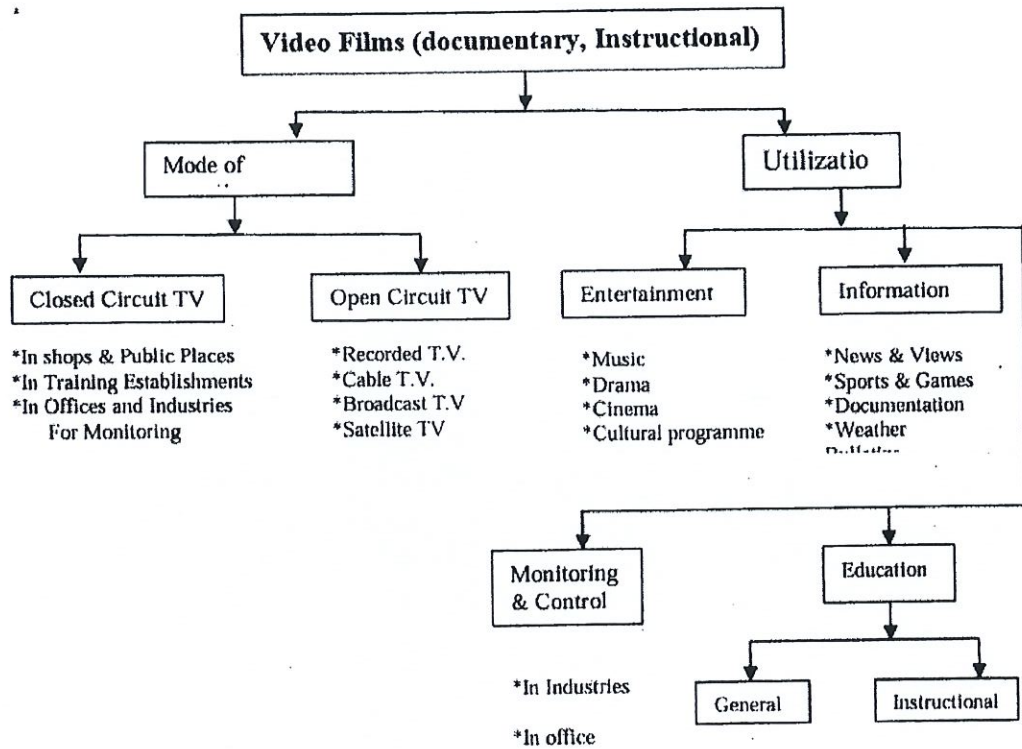 Video Films (documentary, Instructional)
Mode of
Utilizatio
Closed Circuit TV
Open Circuit TV
Entertainment
Information
*In shops & Public Places
*In Training Establishments
*In Offices and Industries
For Monitoring
*Recorded T.V.
*Cable T.V.
*Broadcast T.V
*Satellite TV
*Music
*Drama
*Cinema
*Cultural programme
*News & Views
*Sports & Games
*Documentation
*Weather
Monitoring
& Control
Education
*In Industries
*In office
General
Instructional